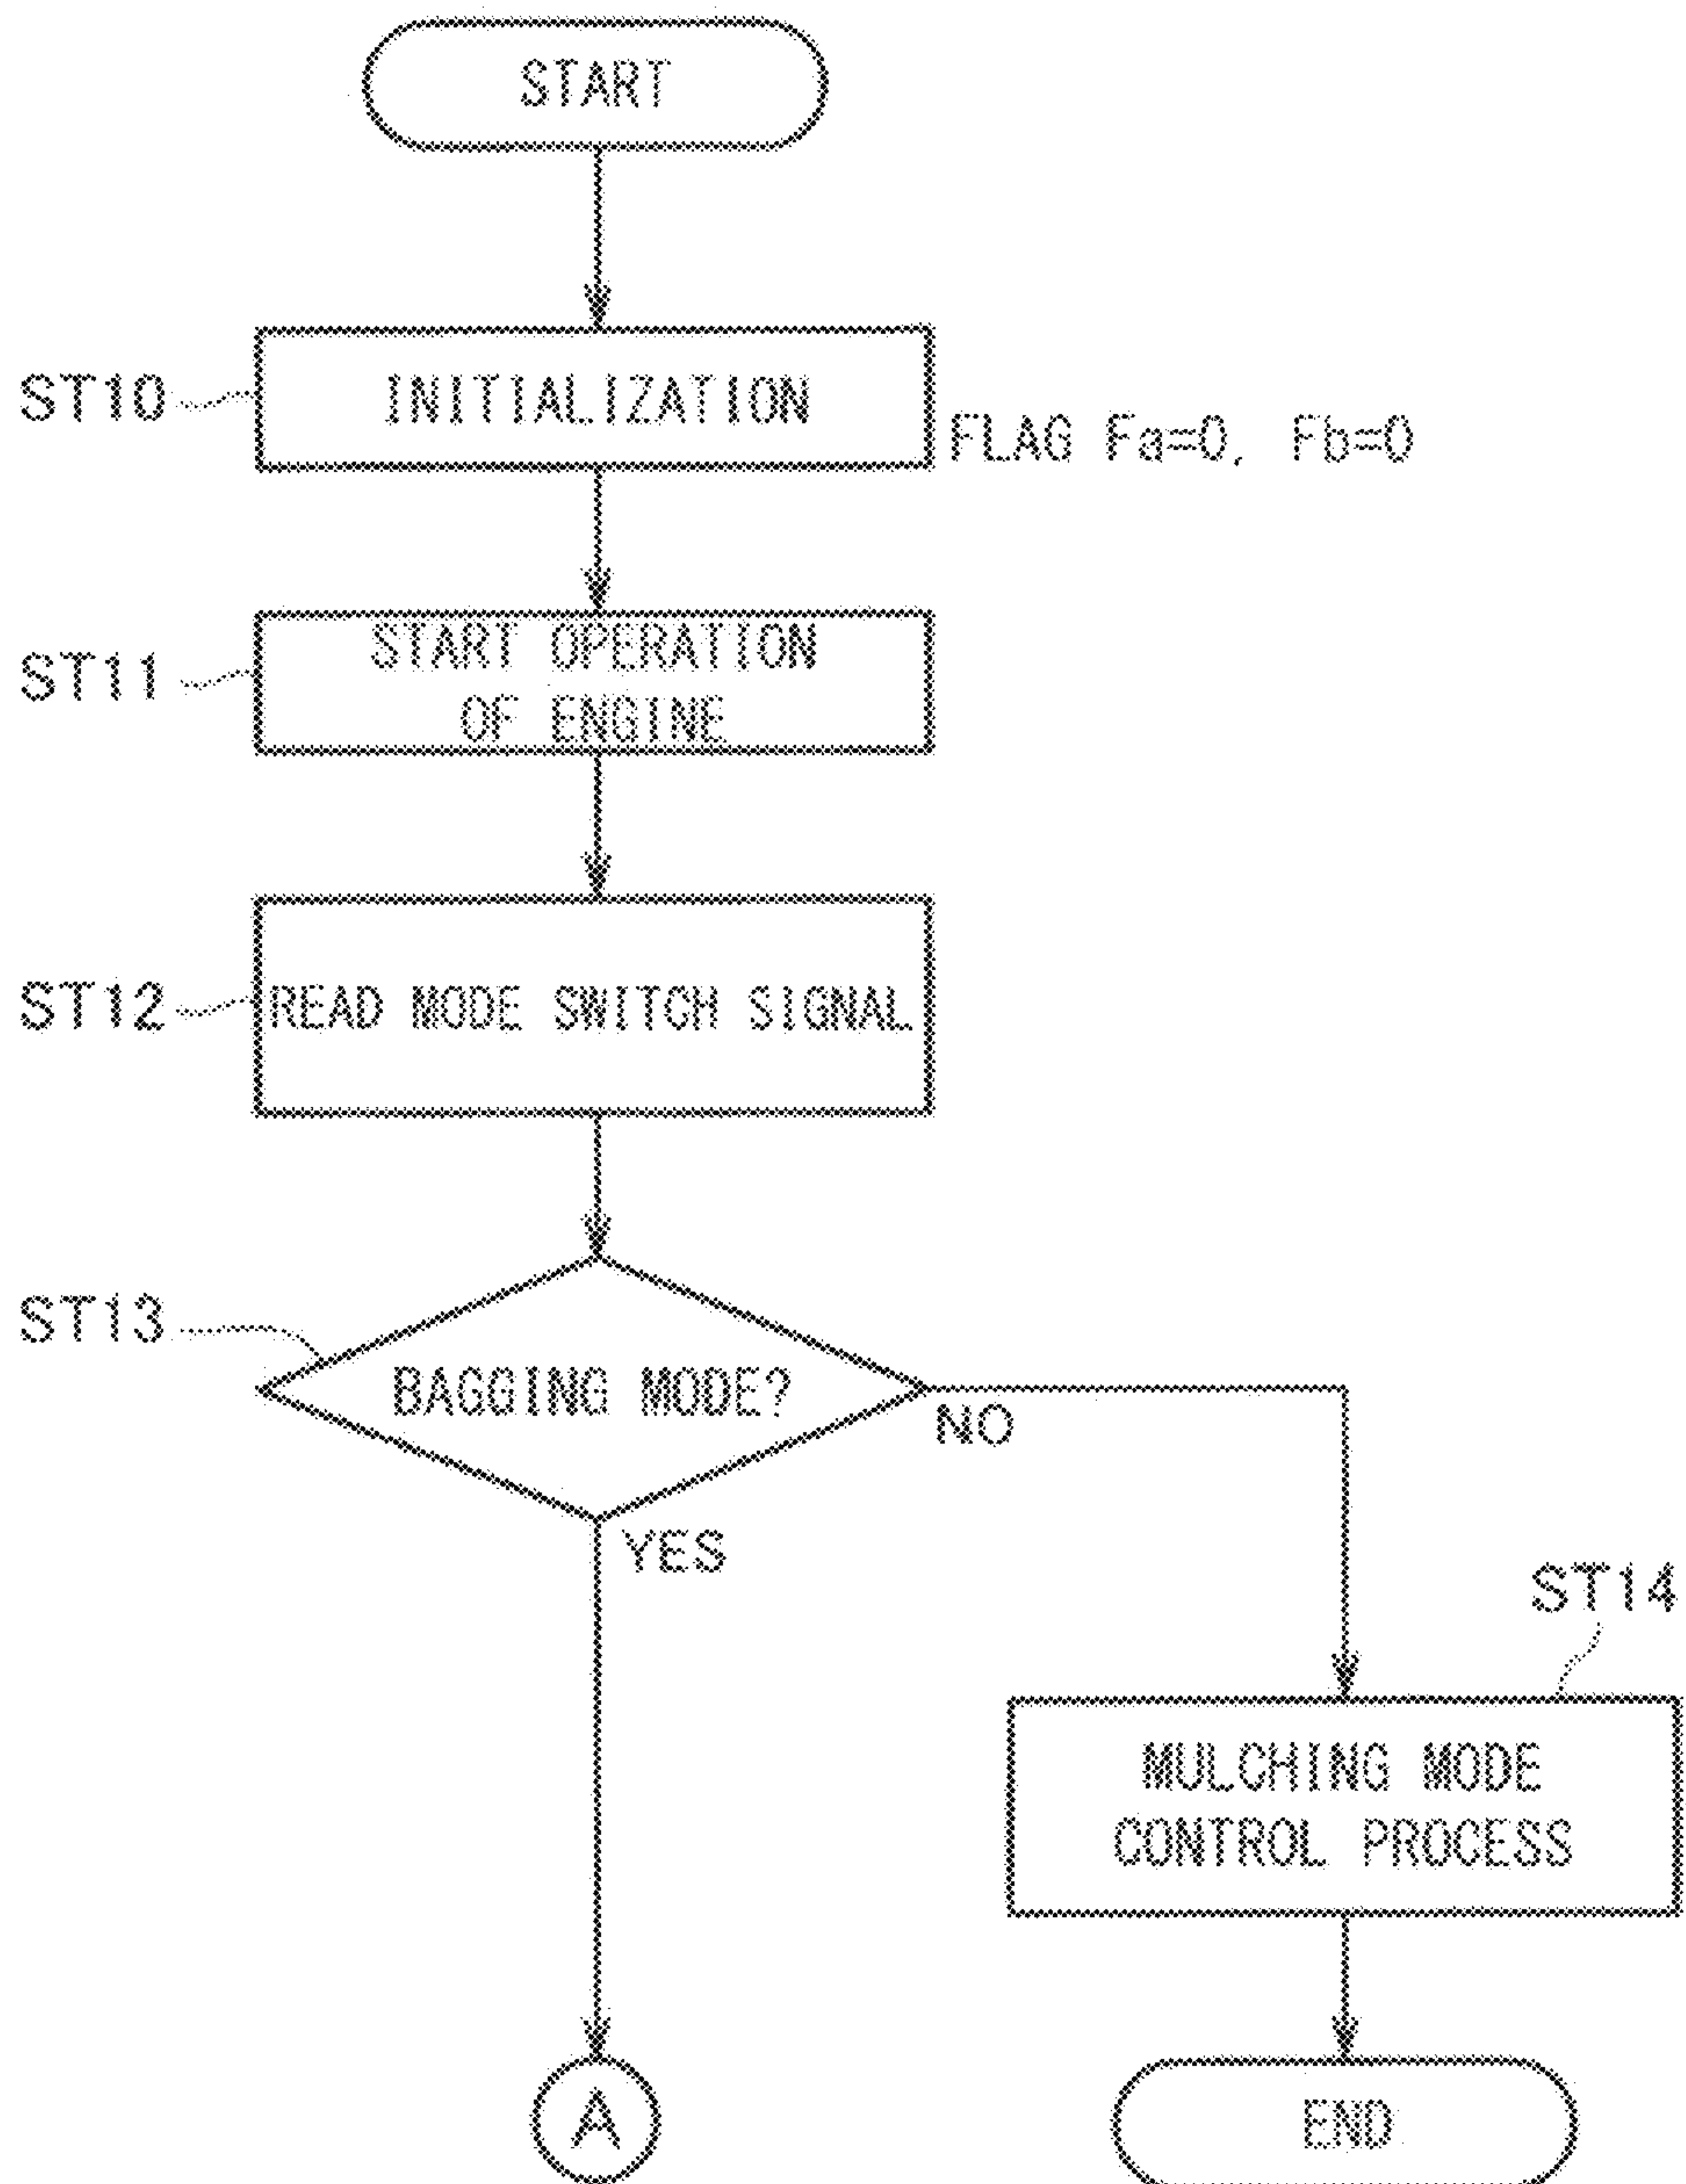 START
ST10
INITIALIZATION
FLAG Fa=0, Fb=0
ST11
START OPERATION
OF ENGINE
ST12
READ MODE SWITCH SIGNAL
ST13
BAGGING MODE?
NO
YES
ST14
MULCHING MODE
CONTROL PROCESS
A
END